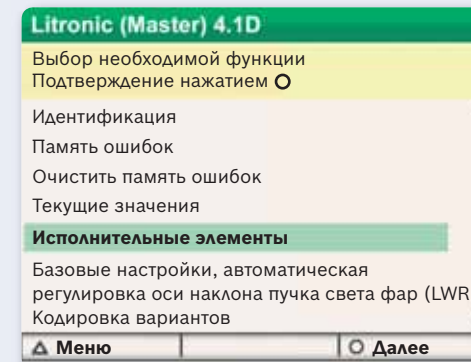 Litronic (Master) 4.1D
Выбор необходимой функции
Подтверждение нажатием O
Идентификация
Память ошибок
Очистить память ошибок
Текущие значения
Исполнительные элементы
Базовые настройки, автоматическая
регулировка оси наклона пучка света фар (LWR
Кодировка вариантов
△ Меню
O Далее